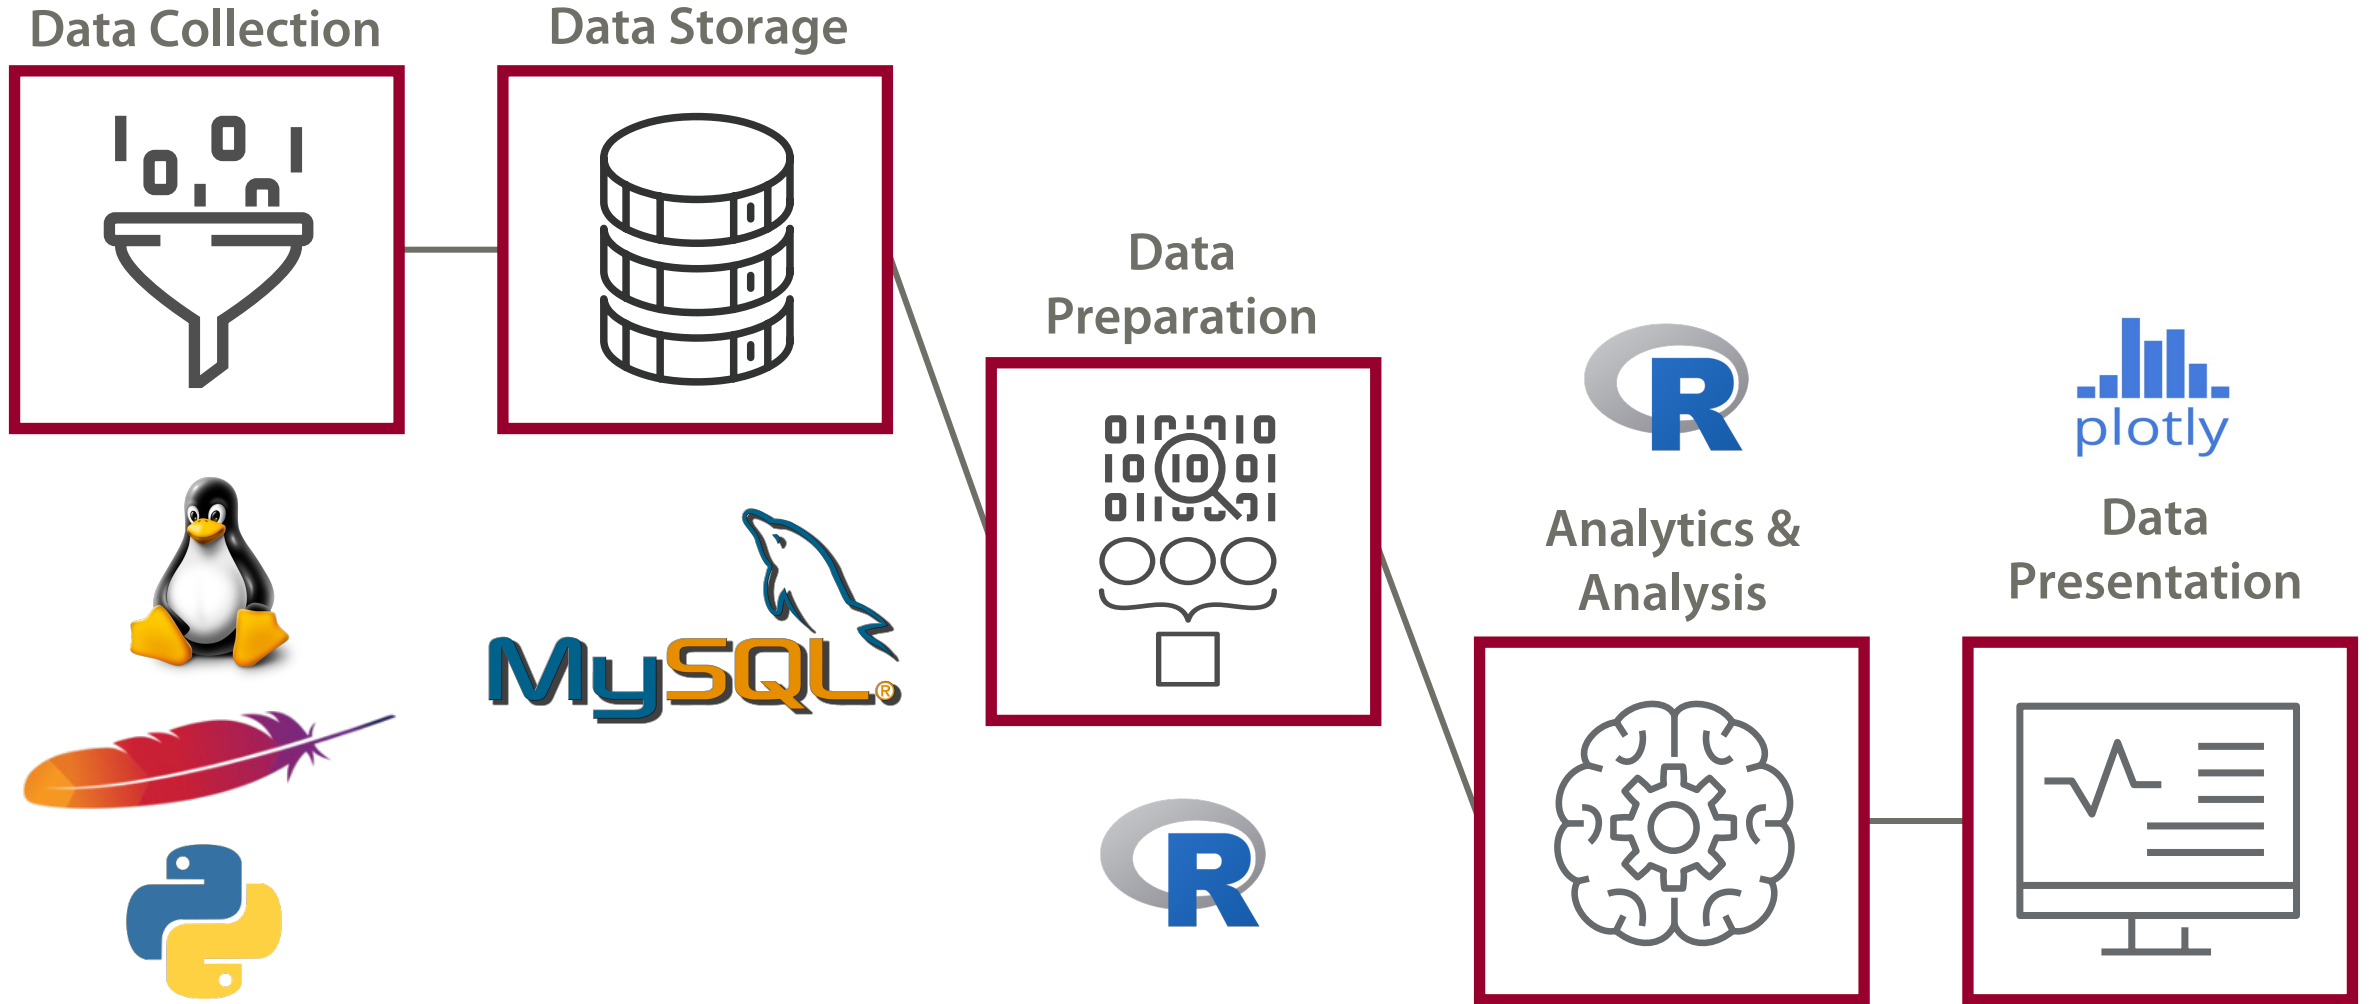 Data Collection
Data Storage
Data
Preparation
Analytics &
Analysis
Data
Presentation
MySQL®
R
R
plotly